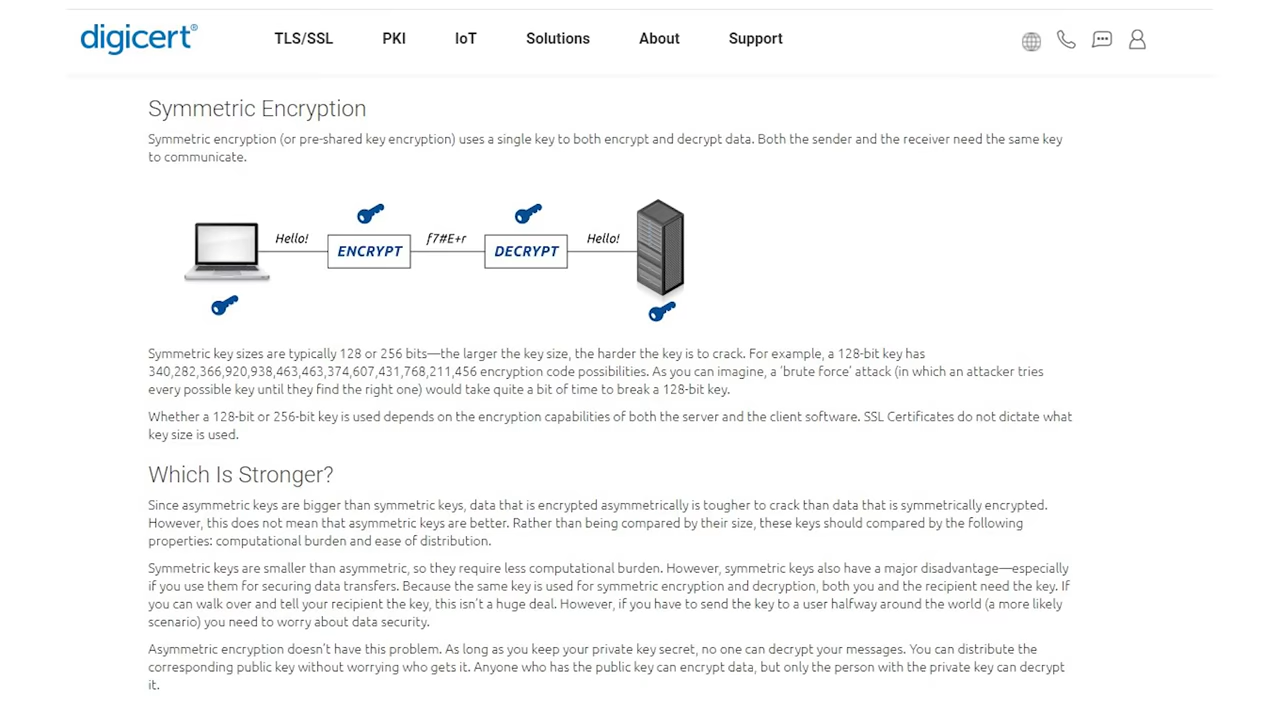 digicert®
TLS/SSL PKI IoT Solutions About Support
Symmetric Encryption
Symmetric encryption (or pre-shared key encryption) uses a single key to both encrypt and decrypt data. Both the sender and the receiver need the same key
to communicate.
Hello! ENCRYPT f7#E+r DECRYPT Hello!
Symmetric key sizes are typically 128 or 256 bits—the larger the key size, the harder the key is to crack. For example, a 128-bit key has
340,282,366,920,938,463,463,374,607,431,768,211,456 encryption code possibilities. As you can imagine, a ‘brute force’ attack (in which an attacker tries
every possible key until they find the right one) would take quite a bit of time to break a 128-bit key.
Whether a 128-bit or 256-bit key is used depends on the encryption capabilities of both the server and the client software. SSL Certificates do not dictate what
key size is used.
Which Is Stronger?
Since asymmetric keys are bigger than symmetric keys, data that is encrypted asymmetrically is tougher to crack than data that is symmetrically encrypted.
However, this does not mean that asymmetric keys are better. Rather than being compared by their size, these keys should compared by the following
properties: computational burden and ease of distribution.
Symmetric keys are smaller than asymmetric, so they require less computational burden. However, symmetric keys also have a major disadvantage—especially
if you use them for securing data transfers. Because the same key is used for symmetric encryption and decryption, both you and the recipient need the key. If
you can walk over and tell your recipient the key, this isn’t a huge deal. However, if you have to send the key to a user halfway around the world (a more likely
scenario) you need to worry about data security.
Asymmetric encryption doesn’t have this problem. As long as you keep your private key secret, no one can decrypt your messages. You can distribute the
corresponding public key without worrying who gets it. Anyone who has the public key can encrypt data, but only the person with the private key can decrypt
it.